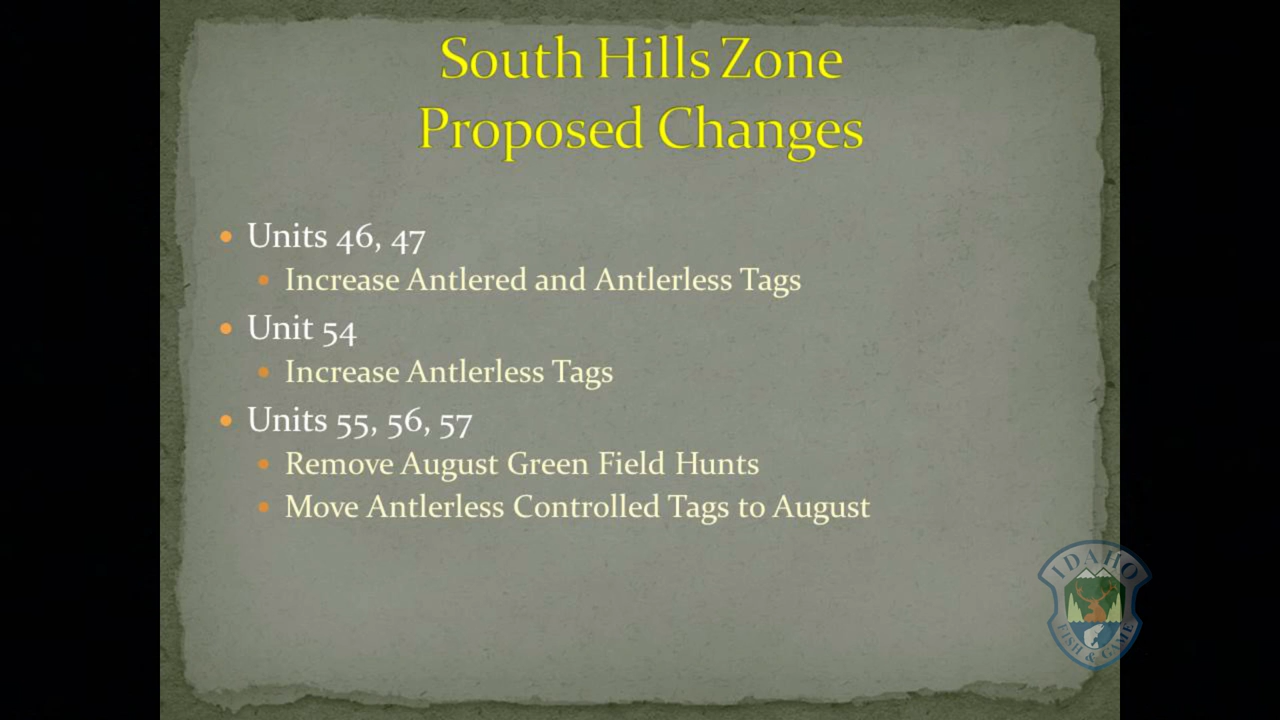 South Hills Zone
Proposed Changes
Units 46, 47
Increase Antlered and Antlerless Tags
Unit 54
Increase Antlerless Tags
Units 55, 56, 57
Remove August Green Field Hunts
Move Antlerless Controlled Tags to August
IDAHO
FISH & GAME